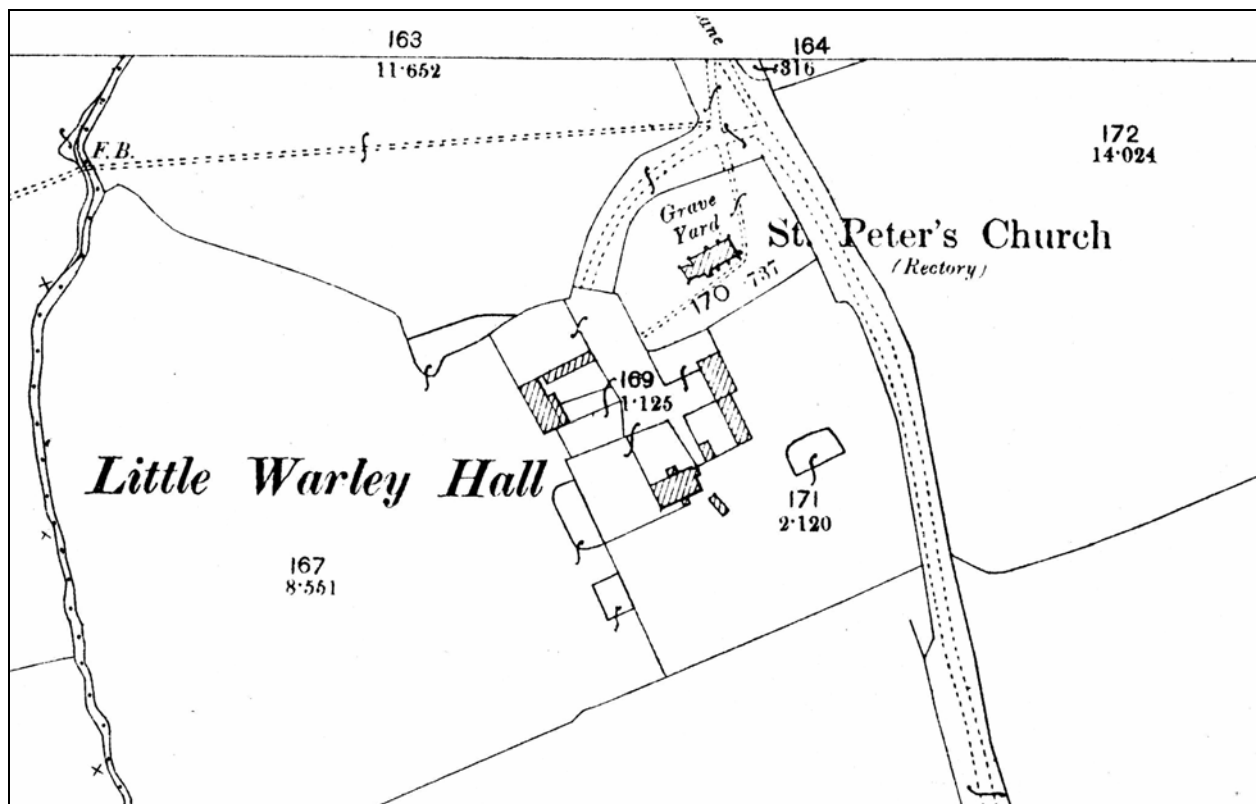 163
11·652
ane
164
·316
172
14·024
F.B.
Grave
Yard
St. Peter's Church
(Rectory)
170 ·737
169
1·125
Little Warley Hall
171
2·120
167
8·551